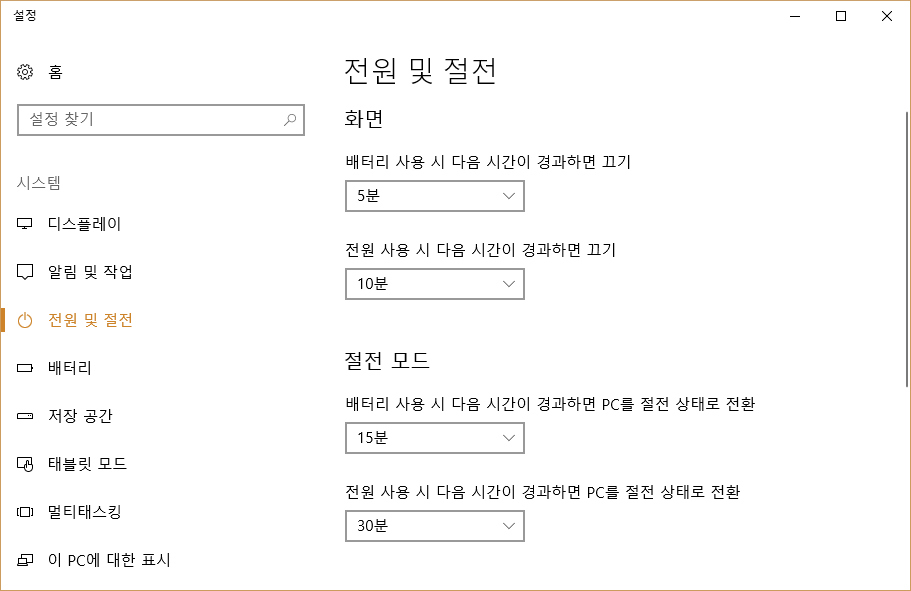 설정
홈
설정 찾기
시스템
디스플레이
알림 및 작업
전원 및 절전
배터리
저장 공간
태블릿 모드
멀티태스킹
이 PC에 대한 표시
전원 및 절전
화면
배터리 사용 시 다음 시간이 경과하면 끄기
5분
전원 사용 시 다음 시간이 경과하면 끄기
10분
절전 모드
배터리 사용 시 다음 시간이 경과하면 PC를 절전 상태로 전환
15분
전원 사용 시 다음 시간이 경과하면 PC를 절전 상태로 전환
30분